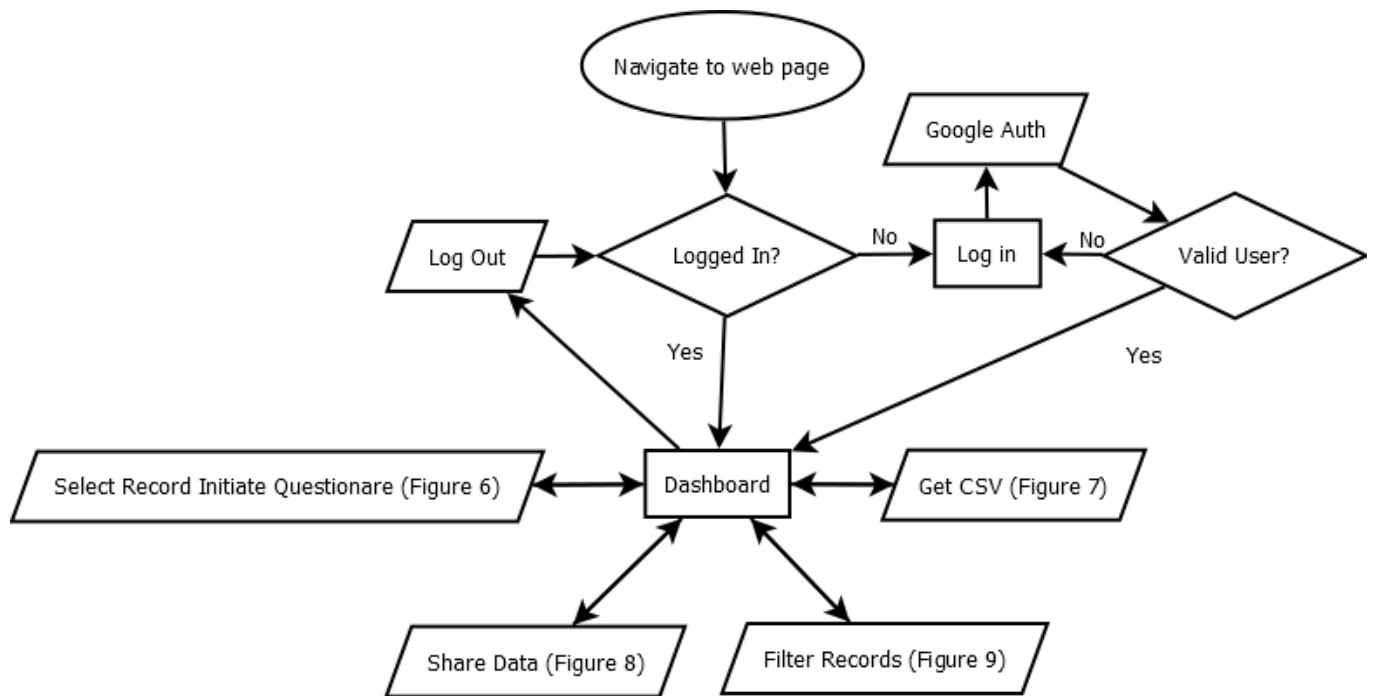 Navigate to web page
Google Auth
Log Out
Logged In?
No
Log in
No
Valid User?
Yes
Yes
Select Record Initiate Questionare (Figure 6)
Dashboard
Get CSV (Figure 7)
Share Data (Figure 8)
Filter Records (Figure 9)